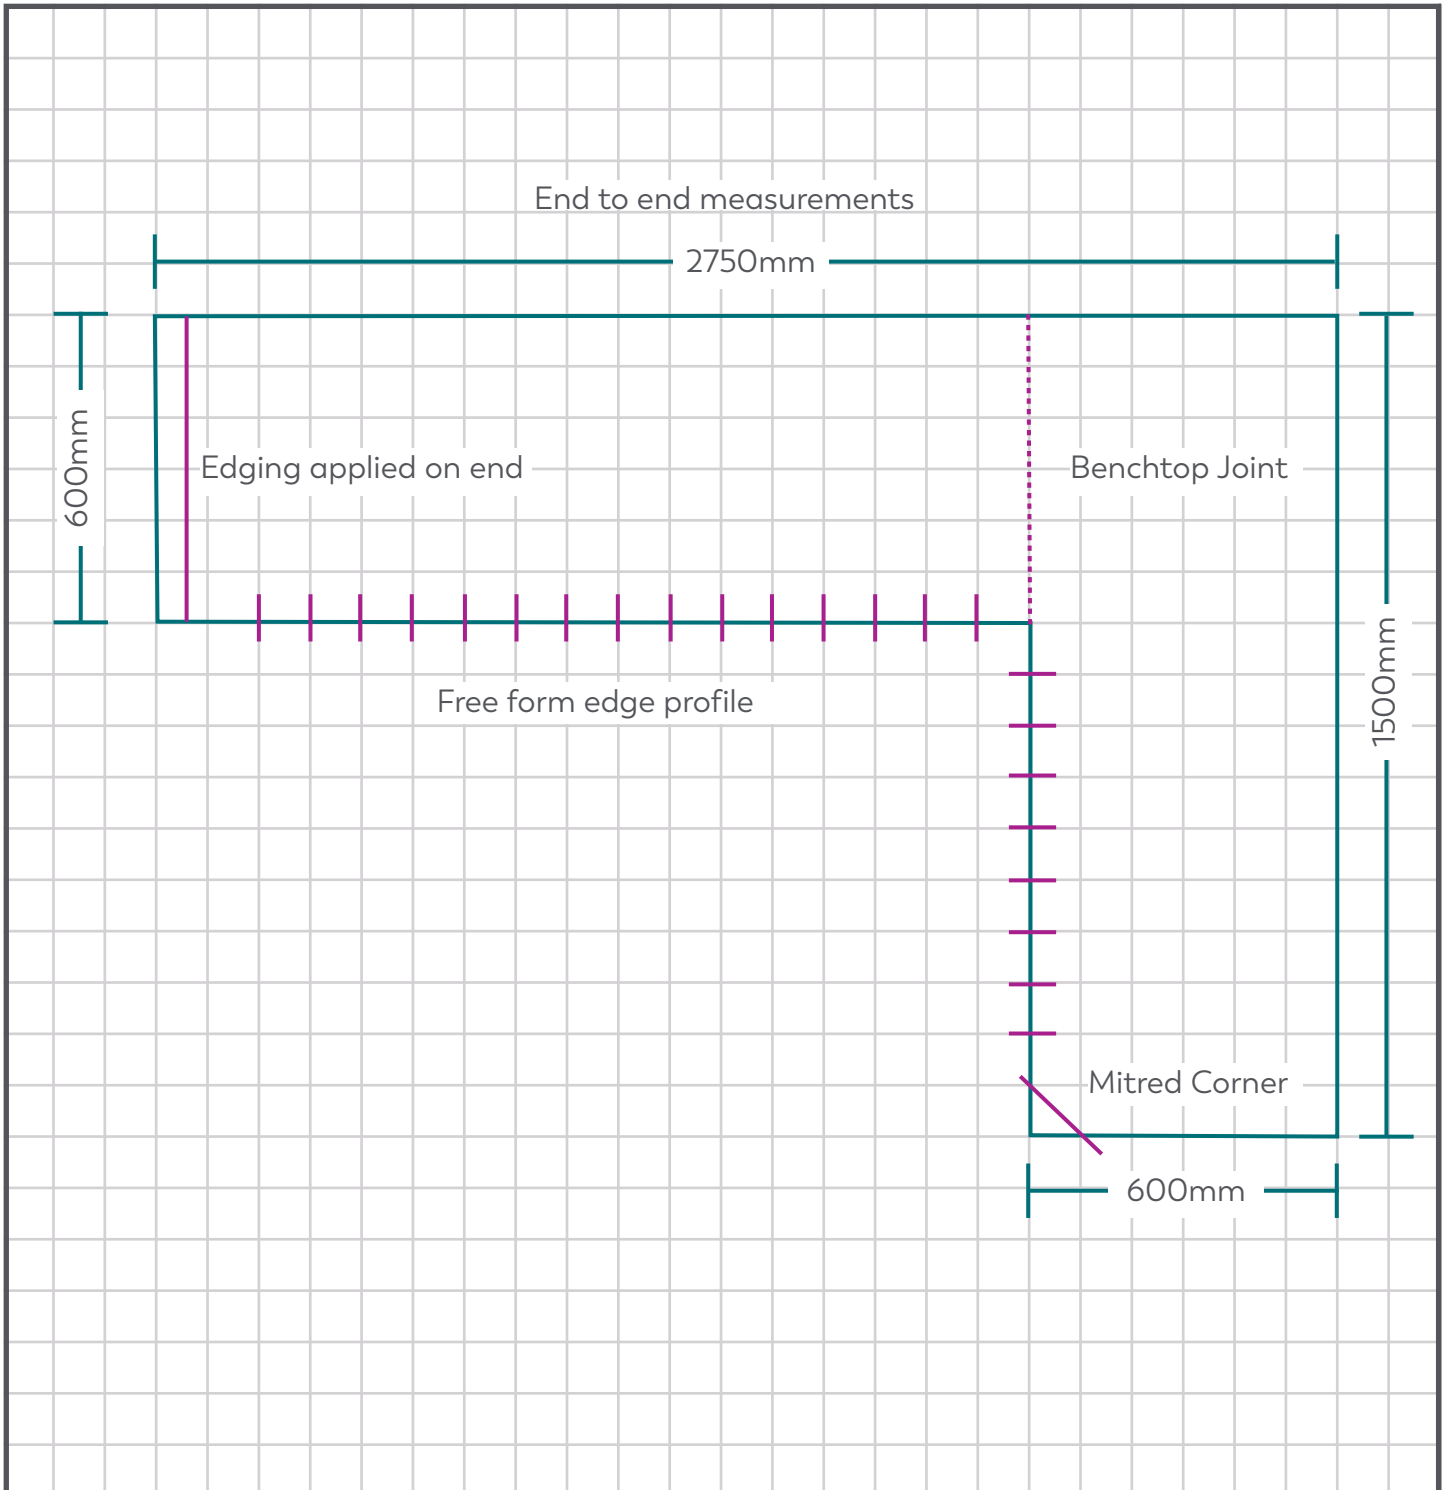 End to end measurements
2750mm
600mm
Edging applied on end
Benchtop Joint
1500mm
Free form edge profile
Mitred Corner
600mm